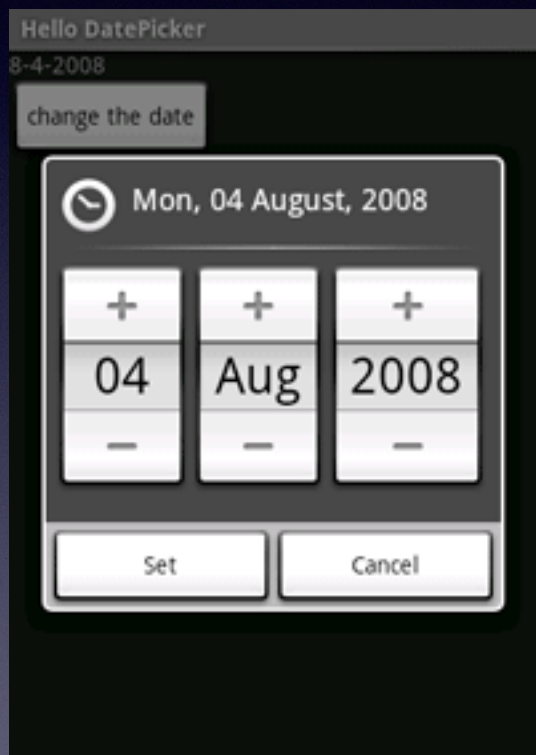 Hello DatePicker
8-4-2008
change the date
Mon, 04 August, 2008
+ + +
04 Aug 2008
− − −
Set Cancel